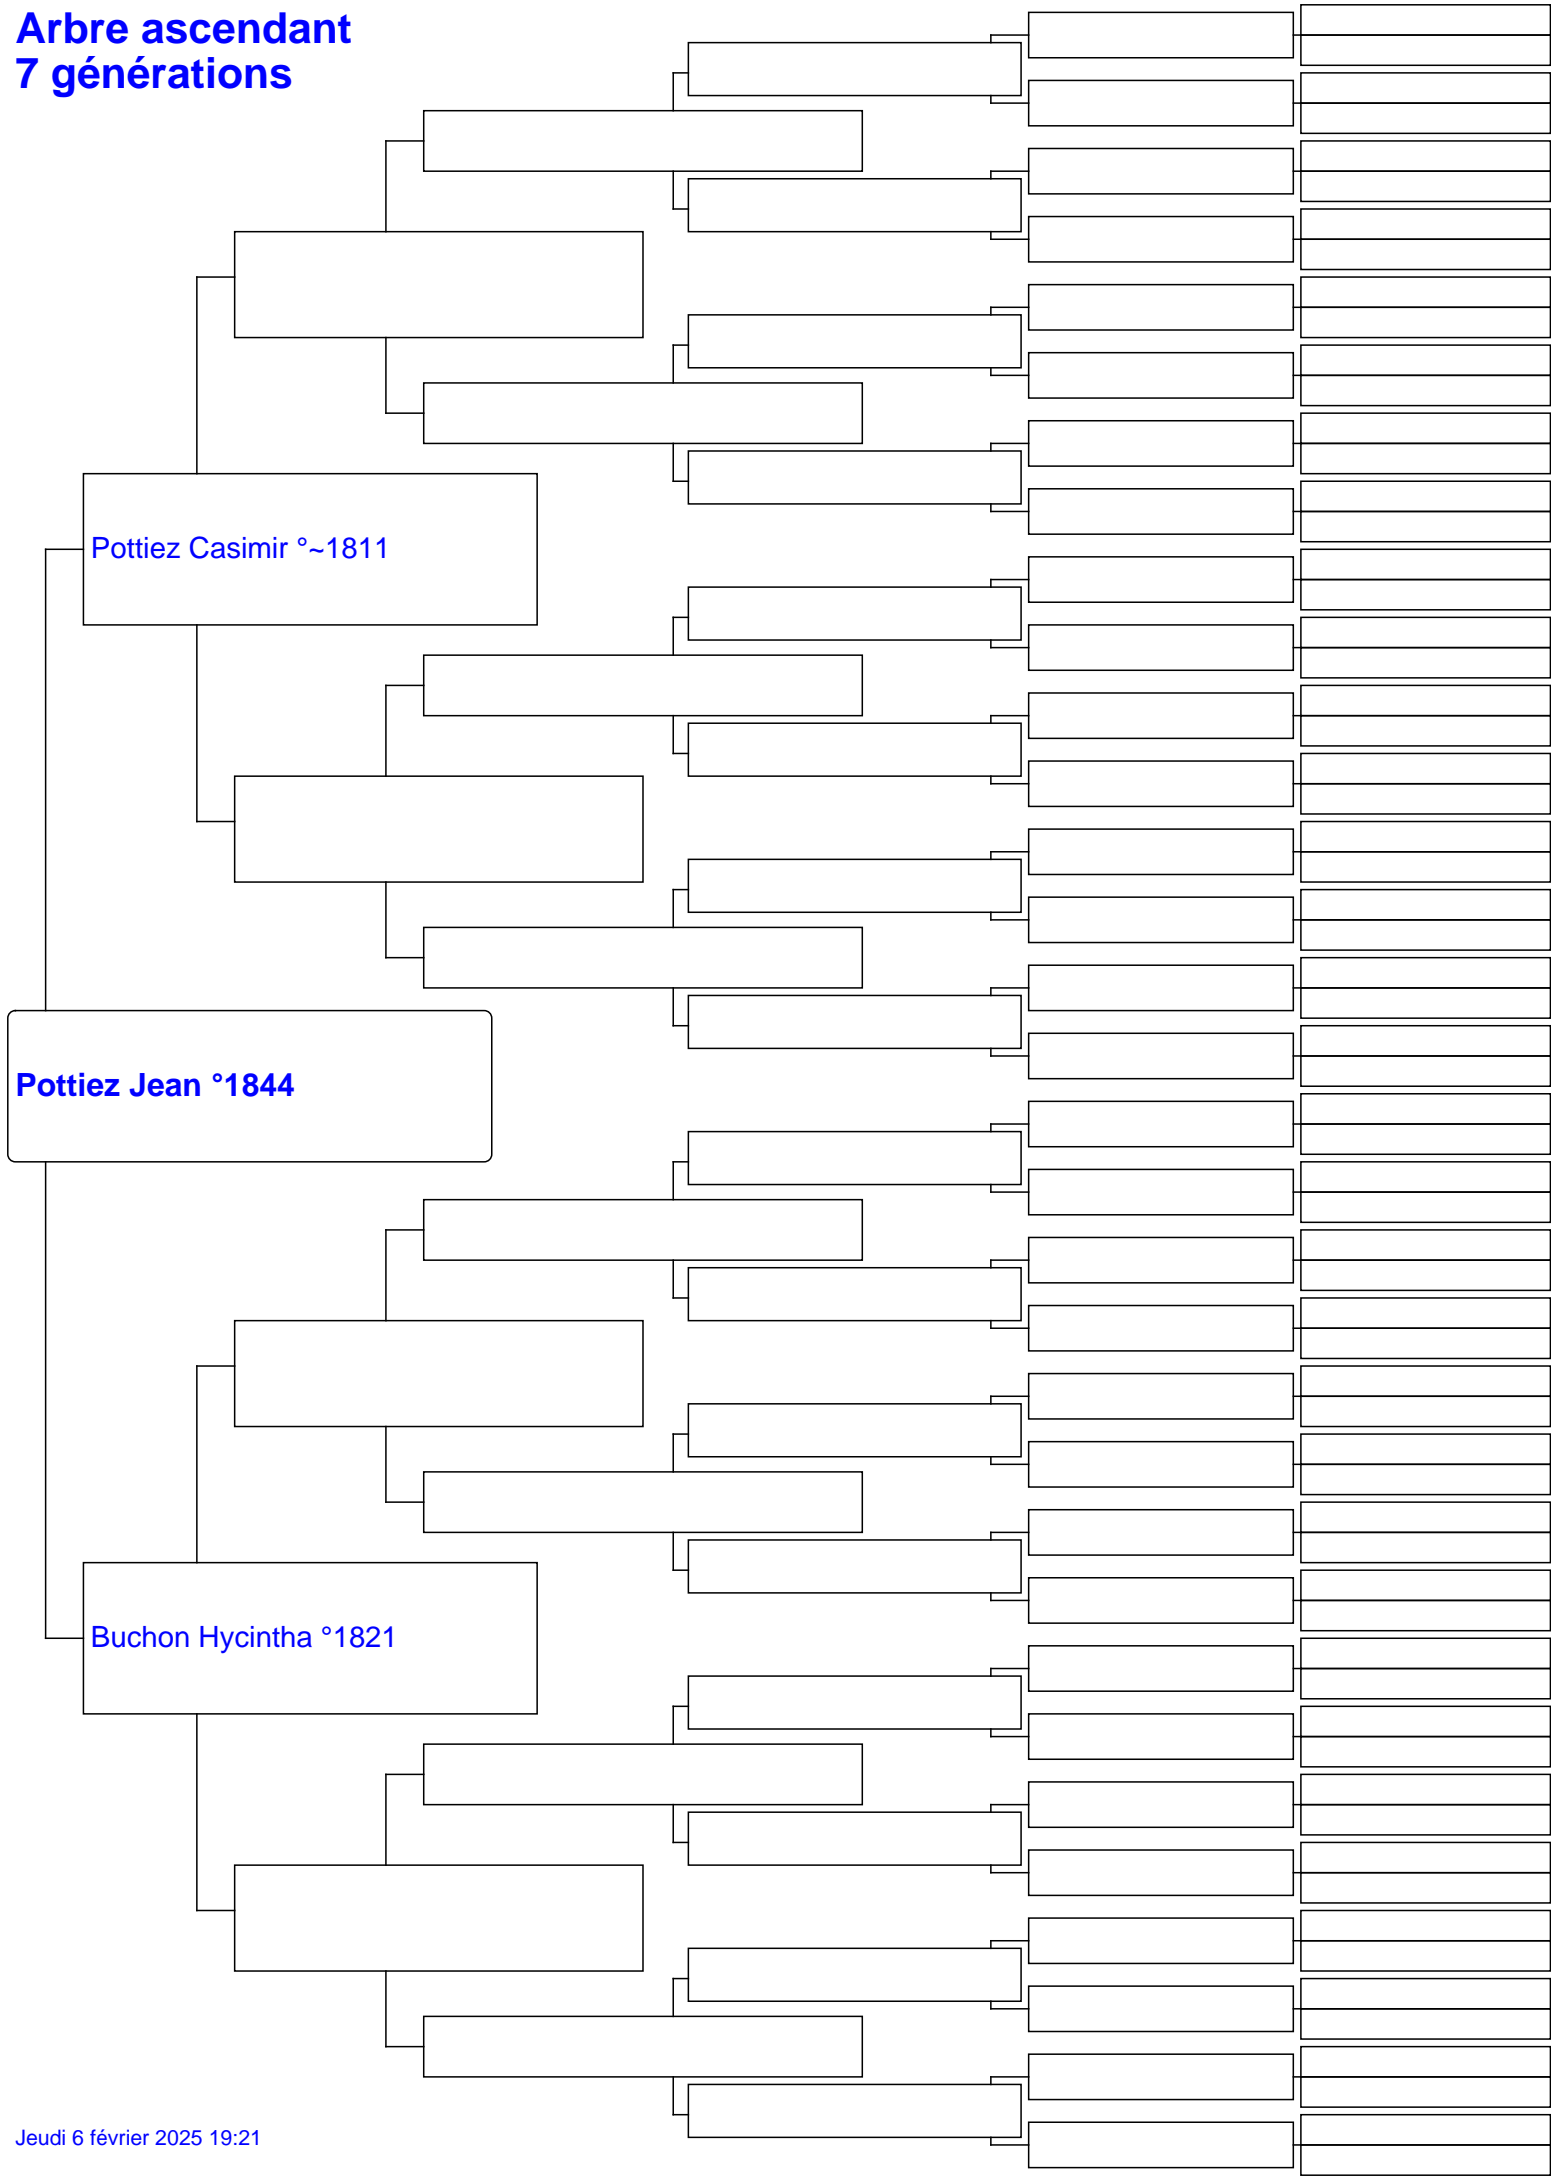 Arbre ascendant
7 générations
Pottiez Casimir °~1811
Pottiez Jean °1844
Buchon Hycintha °1821
Jeudi 6 février 2025 19:21